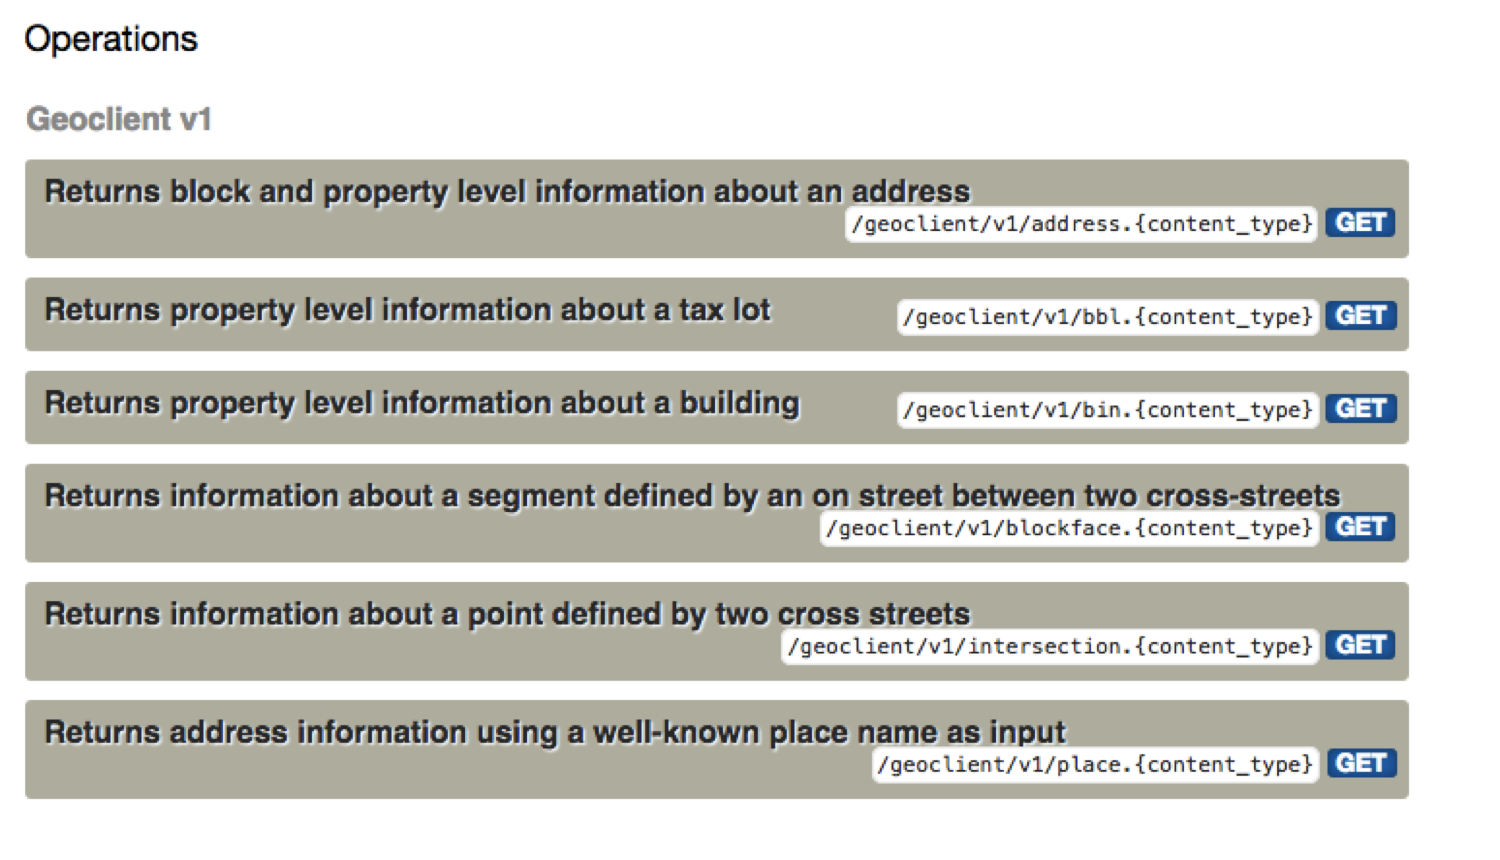 Operations
Geoclient v1
Returns block and property level information about an address
/geoclient/v1/address.{content_type} GET
Returns property level information about a tax lot /geoclient/v1/bbl.{content_type} GET
Returns property level information about a building /geoclient/v1/bin.{content_type} GET
Returns information about a segment defined by an on street between two cross-streets
/geoclient/v1/blockface.{content_type} GET
Returns information about a point defined by two cross streets
/geoclient/v1/intersection.{content_type} GET
Returns address information using a well-known place name as input
/geoclient/v1/place.{content_type} GET